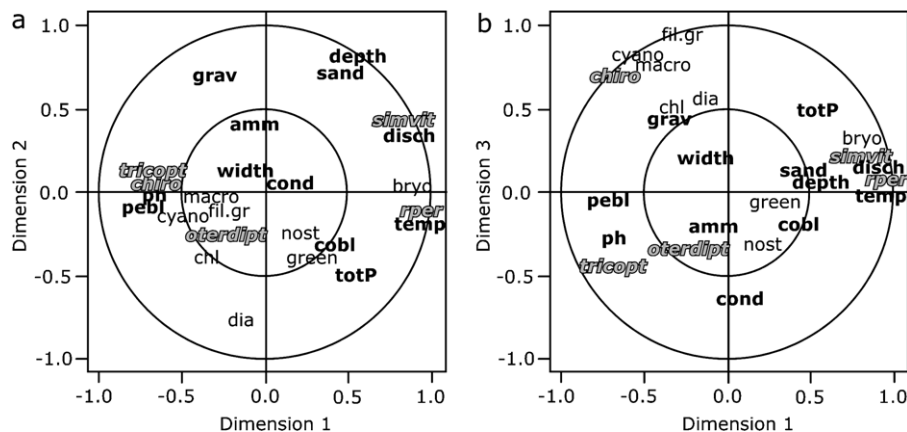 a
1.0
0.5
0.0
-0.5
-1.0
Dimension 2
depth
sand
grav
simvit
disch
amm
tricopt
chiro
width
cond
bryo
ph
macro
pebl
cyano
fil.gr
rper
temp
oterdipt
nost
cobl
chl
green
totP
dia
-1.0 -0.5 0.0 0.5 1.0
Dimension 1
b
1.0
0.5
0.0
-0.5
-1.0
Dimension 3
fil.gr
cyano
macro
chiro
chl
dia
grav
totP
bryo
width
simvit
sand
disch
depth
rper
pebl
green
temp
amm
cobl
ph
oterdipt
nost
tricopt
cond
-1.0 -0.5 0.0 0.5 1.0
Dimension 1